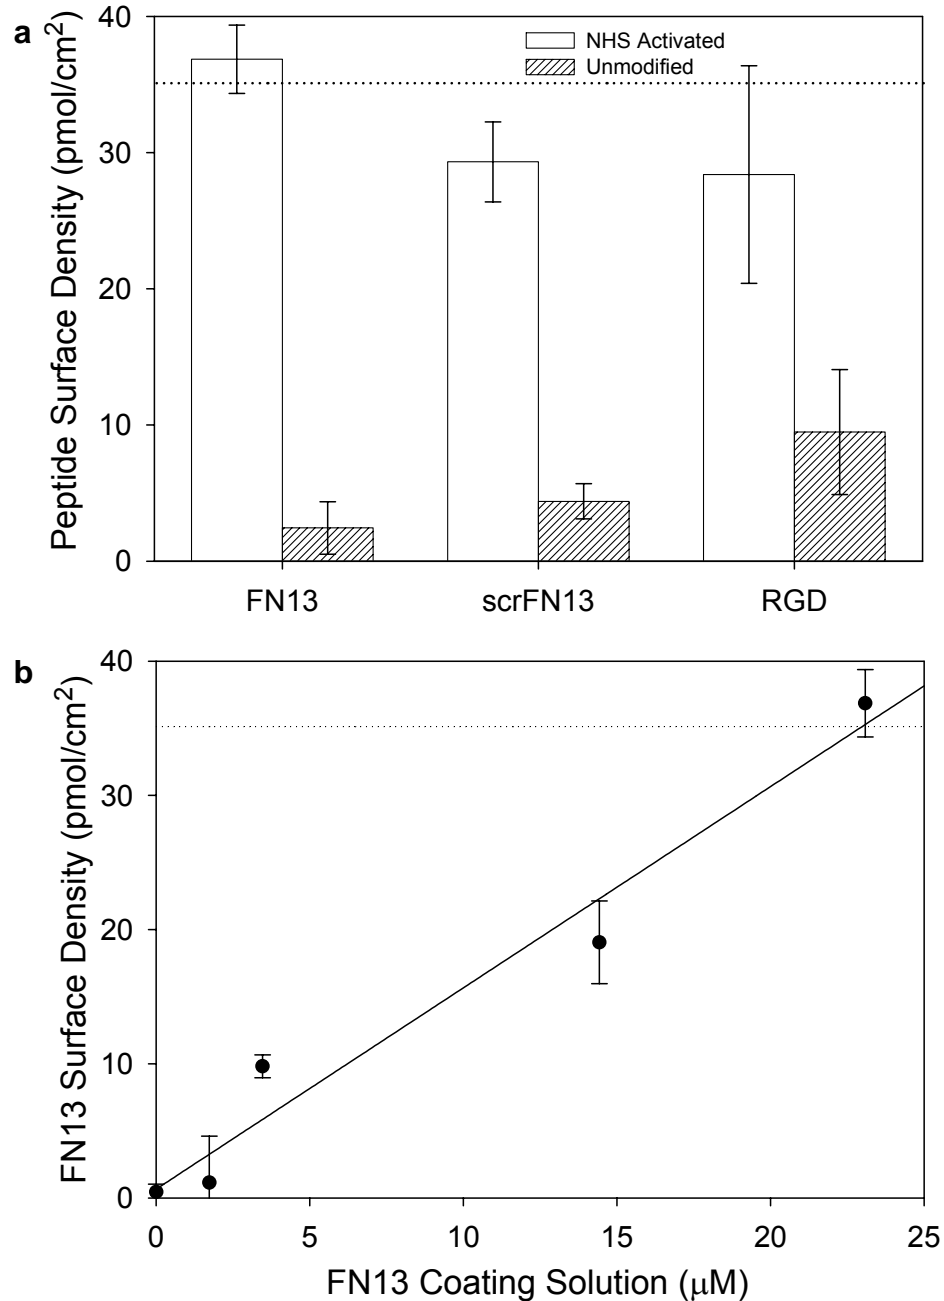 a
Peptide Surface Density (pmol/cm²)
40
30
20
10
0
NHS Activated
Unmodified
FN13
scrFN13
RGD
b
FN13 Surface Density (pmol/cm²)
40
30
20
10
0
0 5 10 15 20 25
FN13 Coating Solution (μM)